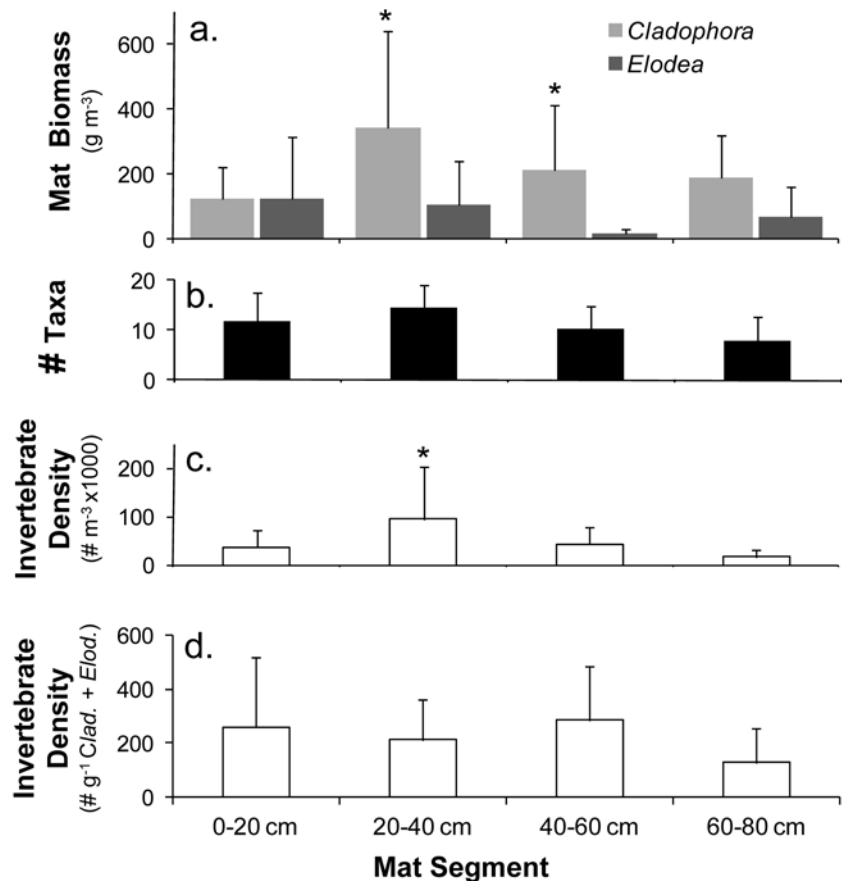 a.
*
*
Cladophora
Elodea
Mat Biomass
(g m⁻³)
600
400
200
0
b.
# Taxa
20
10
0
c.
*
Invertebrate
Density
(# m⁻³ x1000)
200
100
0
d.
Invertebrate
Density
(# g⁻¹ Clad. + Elod.)
600
400
200
0
0-20 cm 20-40 cm 40-60 cm 60-80 cm
Mat Segment